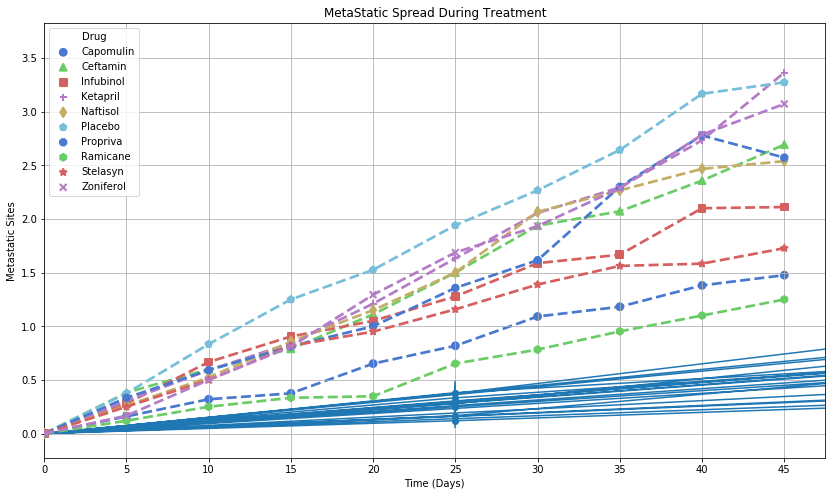 MetaStatic Spread During Treatment
Drug
Capomulin
Ceftamin
Infubinol
Ketapril
Naftisol
Placebo
Propriva
Ramicane
Stelasyn
Zoniferol
Metastatic Sites
3.5
3.0
2.5
2.0
1.5
1.0
0.5
0.0
0 5 10 15 20 25 30 35 40 45
Time (Days)